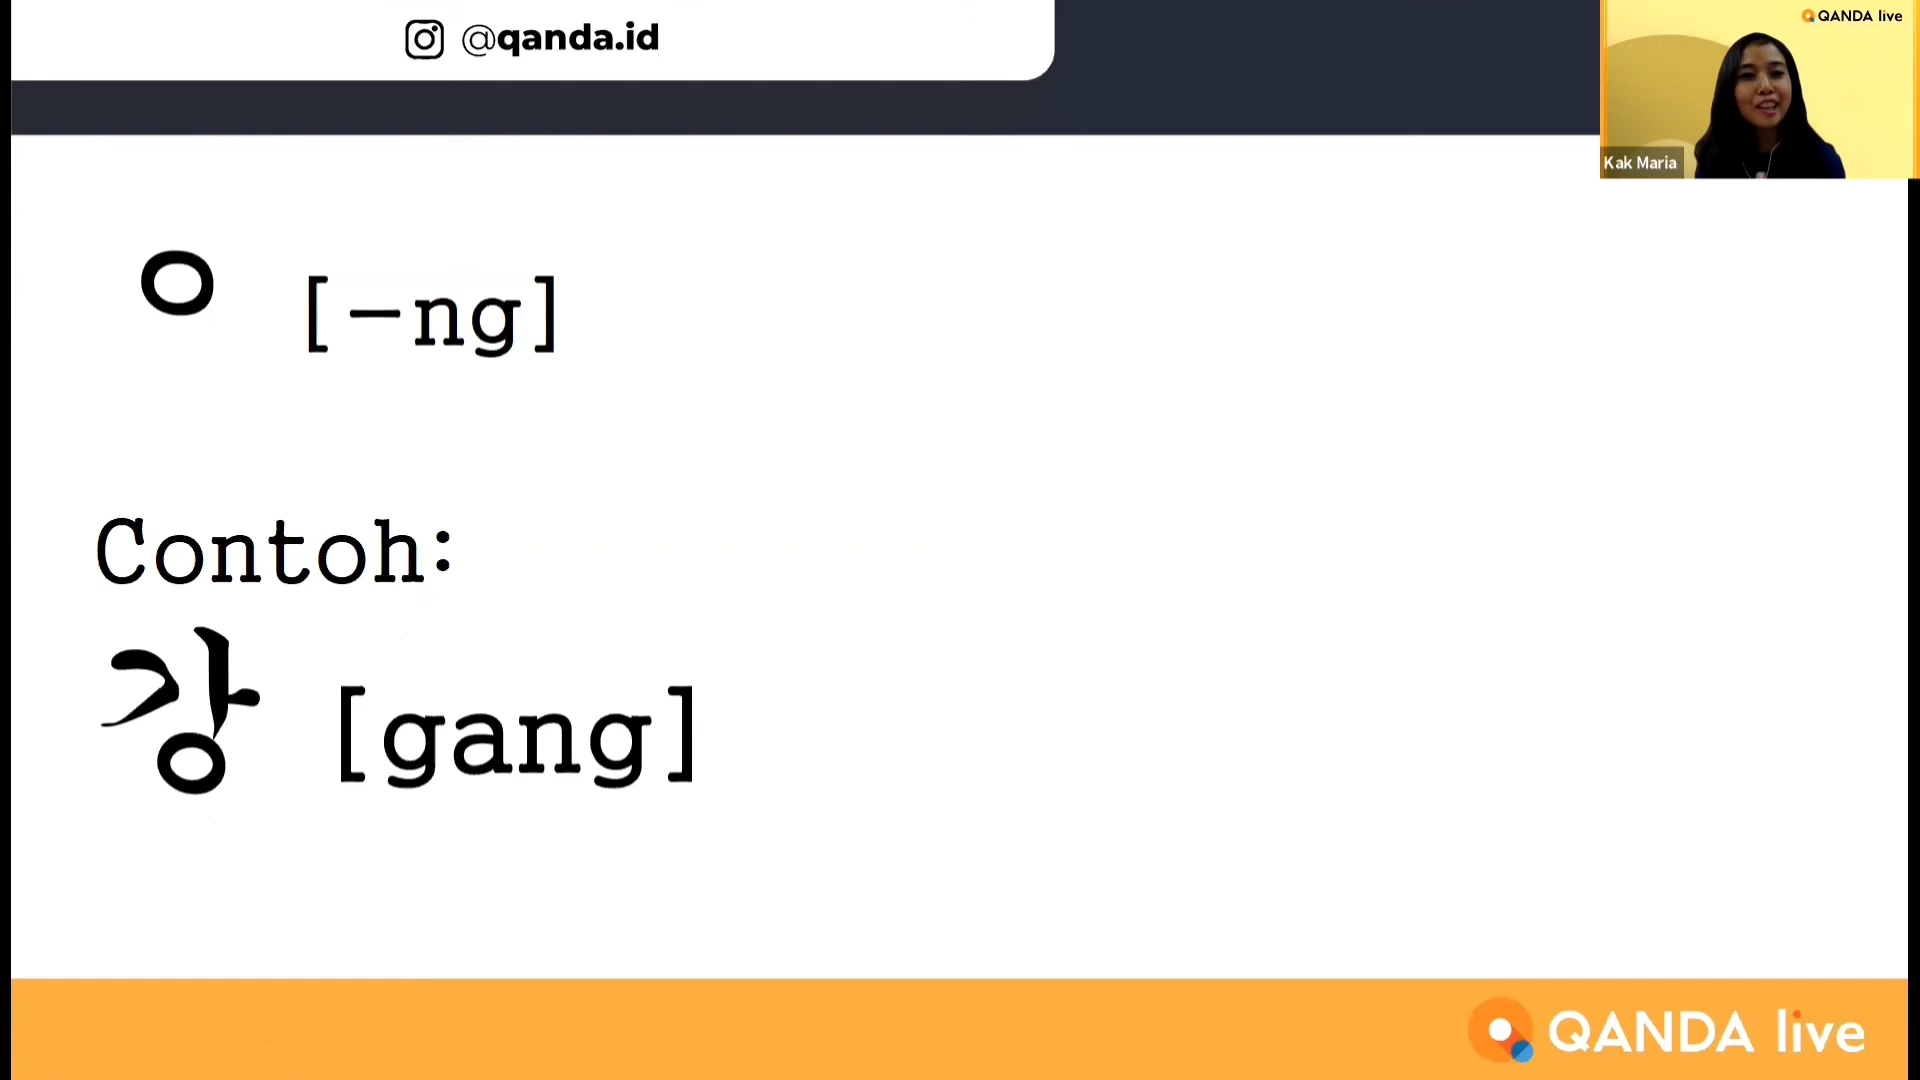 @qanda.id
QANDA live
Kak Maria
ㅇ [-ng]
Contoh:
강 [gang]
QANDA live